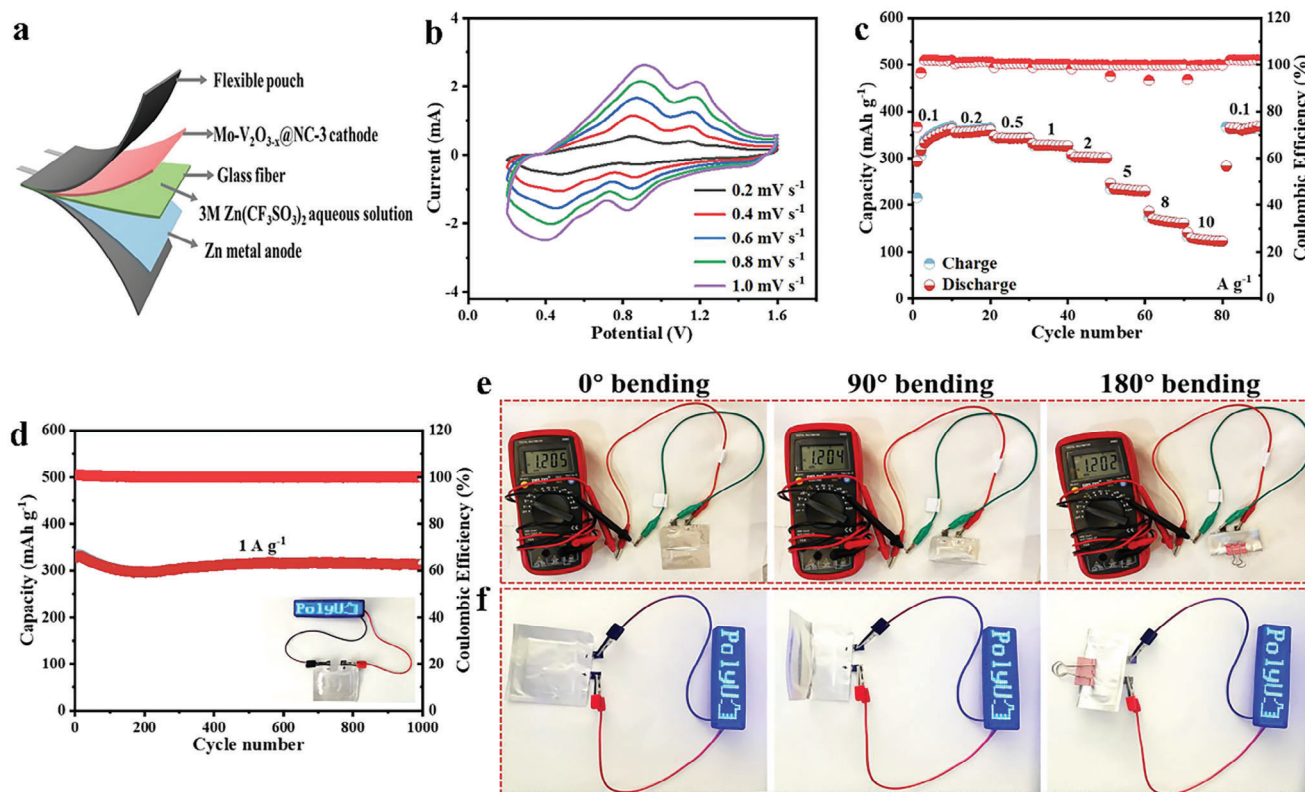 a
Flexible pouch
Mo-V₂O₃₋ₓ@NC-3 cathode
Glass fiber
3M Zn(CF₃SO₃)₂ aqueous solution
Zn metal anode
b
Current (mA)
4
2
0
-2
-4
0.0
0.4
0.8
1.2
1.6
Potential (V)
0.2 mV s⁻¹
0.4 mV s⁻¹
0.6 mV s⁻¹
0.8 mV s⁻¹
1.0 mV s⁻¹
c
Capacity (mAh g⁻¹)
600
500
400
300
200
100
0
0
20
40
60
80
Cycle number
Coulombic Efficiency (%)
120
100
80
60
40
20
0
0.1
0.2
0.5
1
2
5
8
10
0.1
Charge
Discharge
A g⁻¹
d
Capacity (mAh g⁻¹)
600
500
400
300
200
100
0
0
200
400
600
800
1000
Cycle number
Coulombic Efficiency (%)
120
100
80
60
40
20
0
1 A g⁻¹
PolyU
e
0° bending
90° bending
180° bending
1.205
1.204
1.202
f
PolyU
PolyU
PolyU